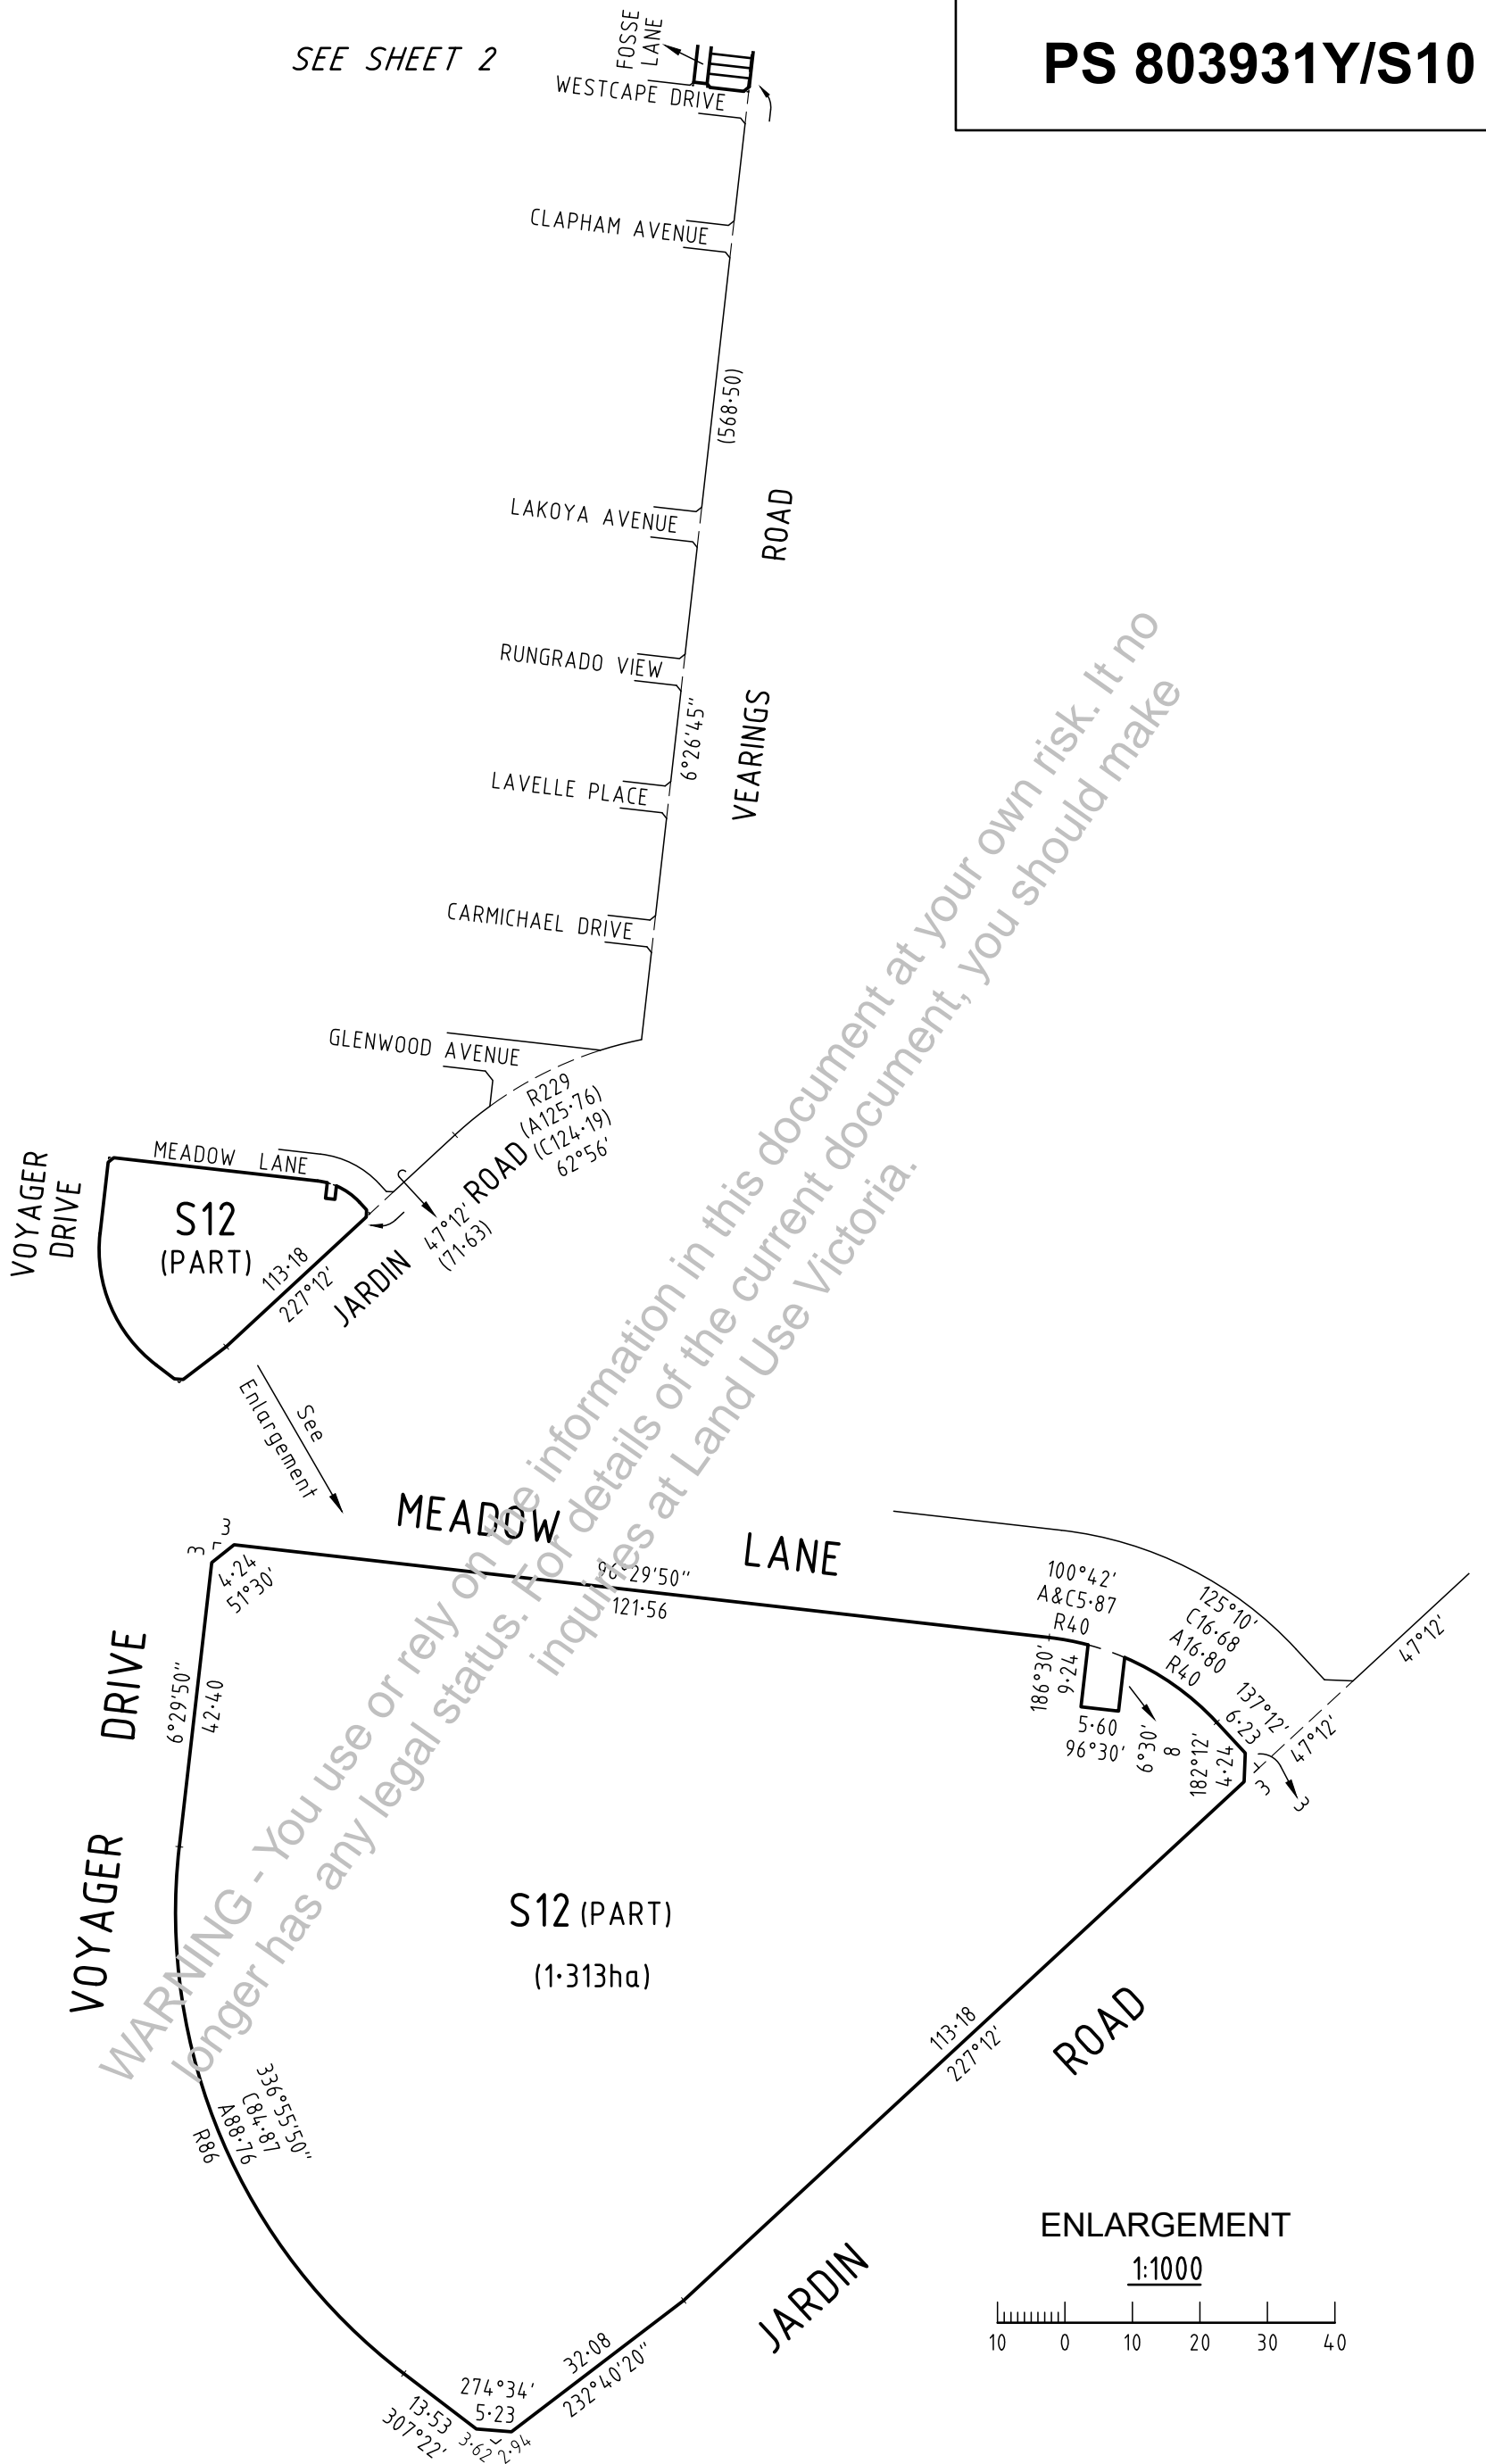 SEE SHEET 2
PS 803931Y/S10
FOSSE
LANE
WESTCAPE DRIVE
CLAPHAM AVENUE
(568·50)
LAKOYA AVENUE
ROAD
RUNGRADO VIEW
6°26'45"
VEARINGS
LAVELLE PLACE
CARMICHAEL DRIVE
GLENWOOD AVENUE
R229
(A125·76)
(C124·19)
62°56'
VOYAGER
DRIVE
MEADOW LANE
S12
(PART)
113·18
227°12'
JARDIN ROAD
47°12'
(71·63)
See
Enlargement
MEADOW LANE
3
3
4·24
51°30'
96°29'50"
121·56
100°42'
A&C5·87
R40
125°10'
C16·68
A16·80
R40
47°12'
186°30'
9·24
5·60
96°30'
6°30'
8
137°12'
6·23
182°12'
4·24
47°12'
3
3
VOYAGER DRIVE
6°29'50"
42·40
S12 (PART)
(1·313ha)
336°55'50"
C84·87
A88·76
R86
113·18
227°12'
JARDIN ROAD
32·08
232°40'20"
274°34'
5·23
13·53
307°22'
3·62
2·94
ENLARGEMENT
1:1000
10 0 10 20 30 40
WARNING - You use or rely on the information in this document at your own risk. It no
longer has any legal status. For details of the current document, you should make
inquiries at Land Use Victoria.